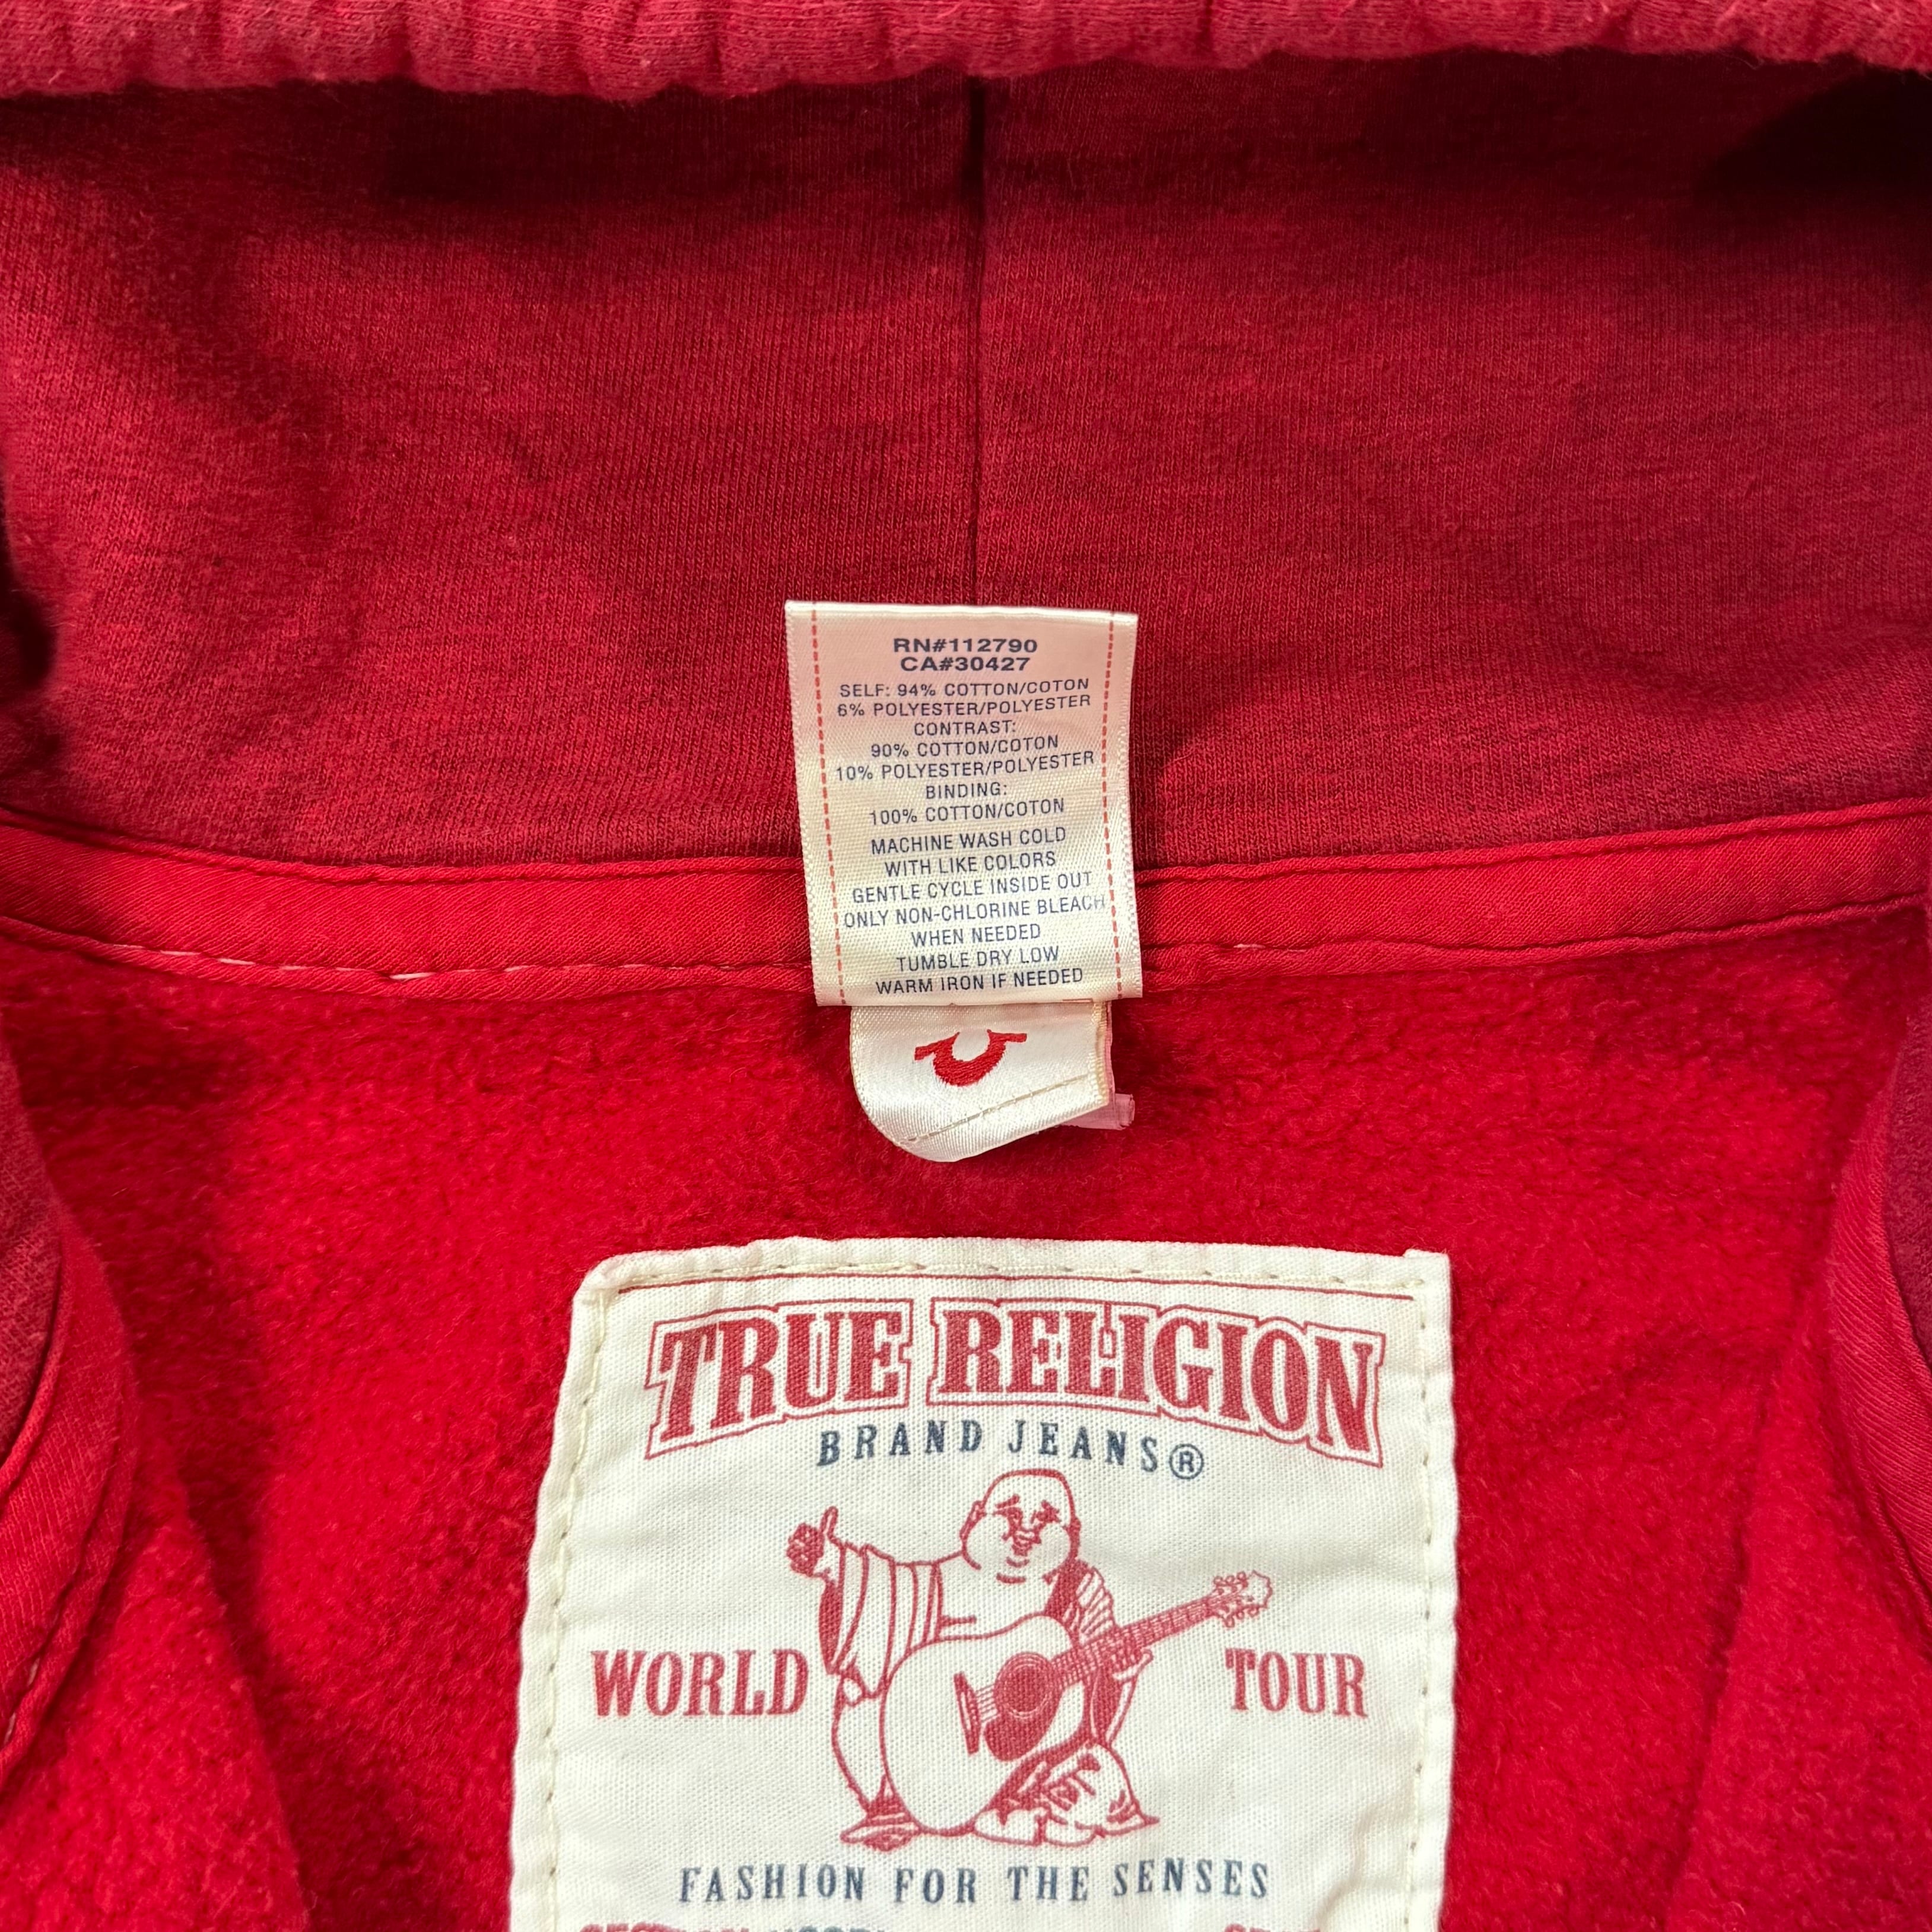 RN#112790
CA#30427
SELF: 94% COTTON/COTON
6% POLYESTER/POLYESTER
CONTRAST:
90% COTTON/COTON
10% POLYESTER/POLYESTER
BINDING:
100% COTTON/COTON
MACHINE WASH COLD
WITH LIKE COLORS
GENTLE CYCLE INSIDE OUT
ONLY NON-CHLORINE BLEACH
WHEN NEEDED
TUMBLE DRY LOW
WARM IRON IF NEEDED
TRUE RELIGION
BRAND JEANS®
WORLD TOUR
FASHION FOR THE SENSES